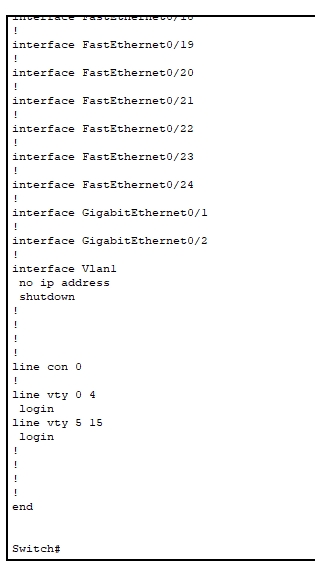 interface FastEthernet0/18
!
interface FastEthernet0/19
!
interface FastEthernet0/20
!
interface FastEthernet0/21
!
interface FastEthernet0/22
!
interface FastEthernet0/23
!
interface FastEthernet0/24
!
interface GigabitEthernet0/1
!
interface GigabitEthernet0/2
!
interface Vlan1
 no ip address
 shutdown
!
!
!
!
line con 0
!
line vty 0 4
 login
line vty 5 15
 login
!
!
!
!
end
Switch#